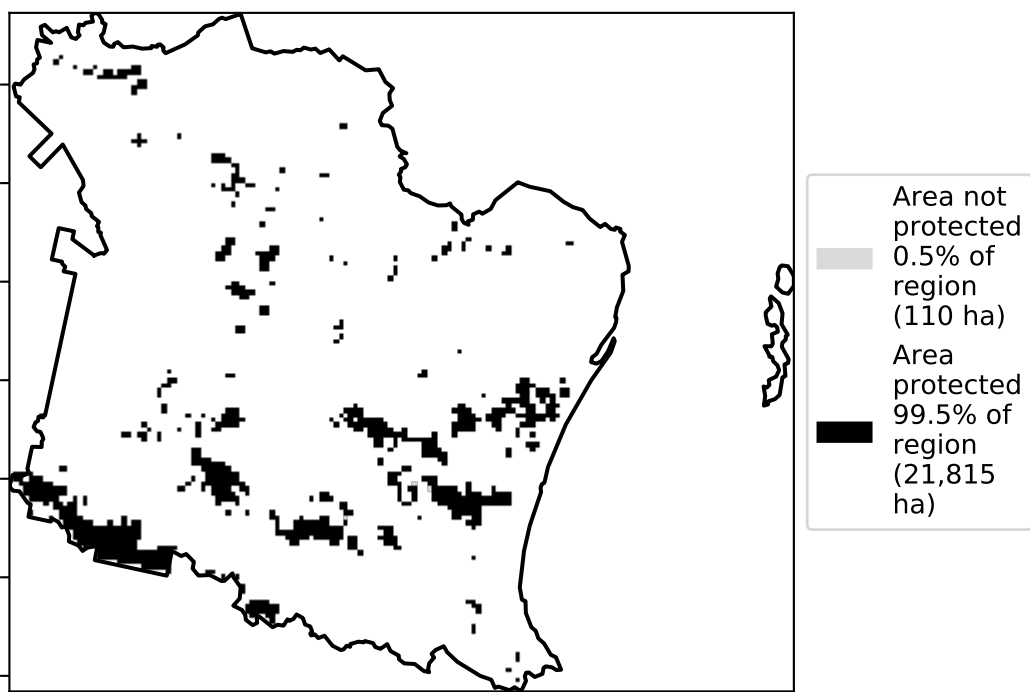 Area not
protected
0.5% of
region
(110 ha)
Area
protected
99.5% of
region
(21,815
ha)